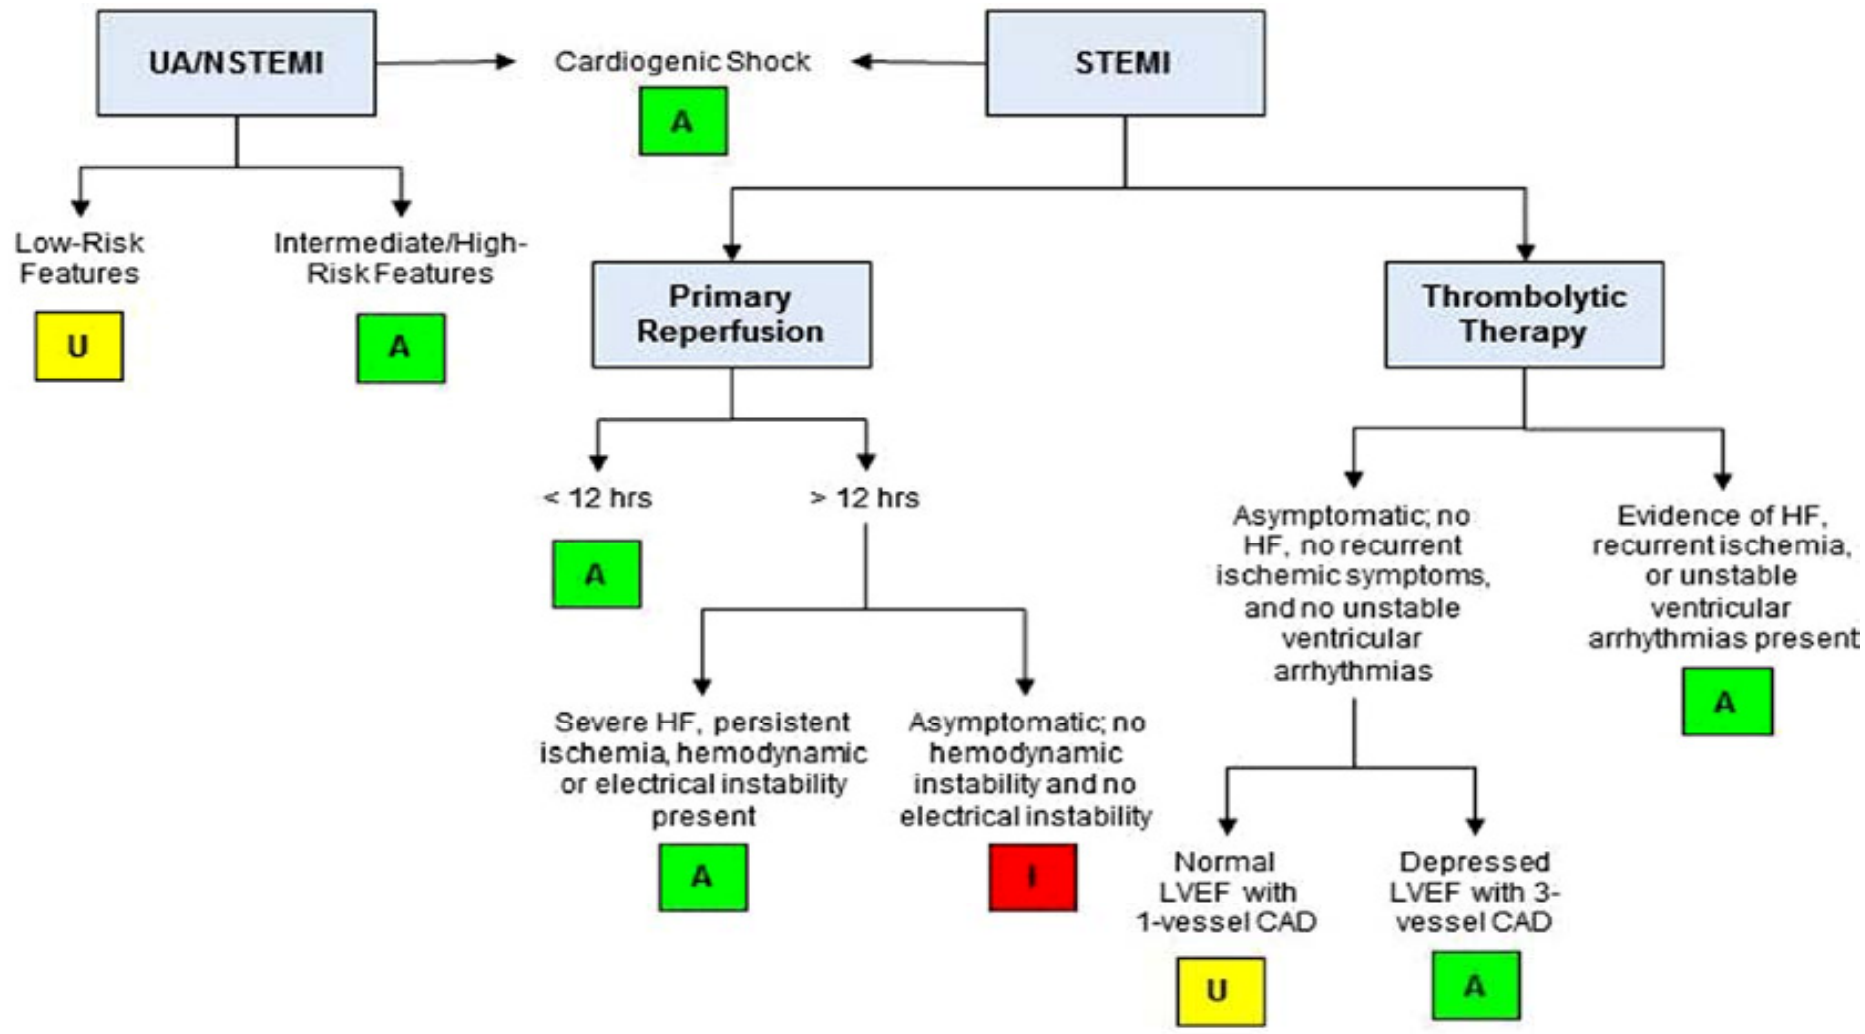 UA/NSTEMI
Cardiogenic Shock
A
STEMI
Low-Risk
Features
U
Intermediate/High-
Risk Features
A
Primary
Reperfusion
Thrombolytic
Therapy
< 12 hrs
A
> 12 hrs
Severe HF, persistent
ischemia, hemodynamic
or electrical instability
present
A
Asymptomatic; no
hemodynamic
instability and no
electrical instability
I
Asymptomatic; no
HF, no recurrent
ischemic symptoms,
and no unstable
ventricular
arrhythmias
Evidence of HF,
recurrent ischemia,
or unstable
ventricular
arrhythmias present
A
Normal
LVEF with
1-vessel CAD
U
Depressed
LVEF with 3-
vessel CAD
A